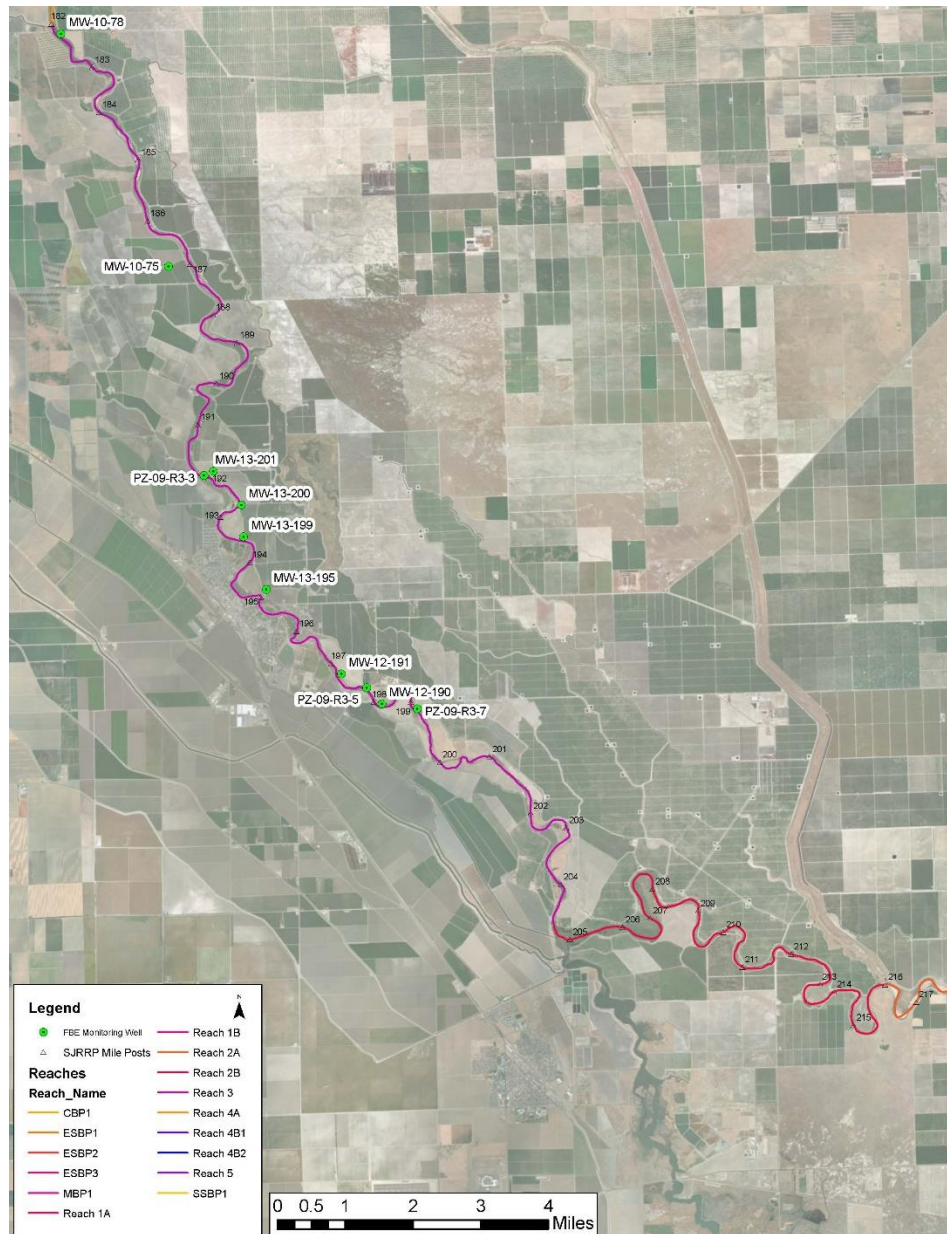 182
MW-10-78
183
184
185
186
MW-10-75
187
188
189
190
191
MW-13-201
PZ-09-R3-3
192
MW-13-200
193
MW-13-199
194
MW-13-195
195
196
197
MW-12-191
198
MW-12-190
PZ-09-R3-5
199
PZ-09-R3-7
200
201
202
203
204
205
206
207
208
209
210
211
212
213
214
215
216
217
Legend
N
FBE Monitoring Well
SJRRP Mile Posts
Reaches
Reach_Name
CBP1
ESBP1
ESBP2
ESBP3
MBP1
Reach 1A
Reach 1B
Reach 2A
Reach 2B
Reach 3
Reach 4A
Reach 4B1
Reach 4B2
Reach 5
SSBP1
0 0.5 1 2 3 4
Miles